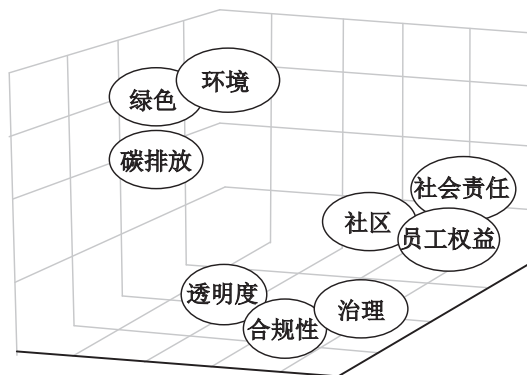 环境
绿色
碳排放
社会责任
社区
员工权益
透明度
治理
合规性